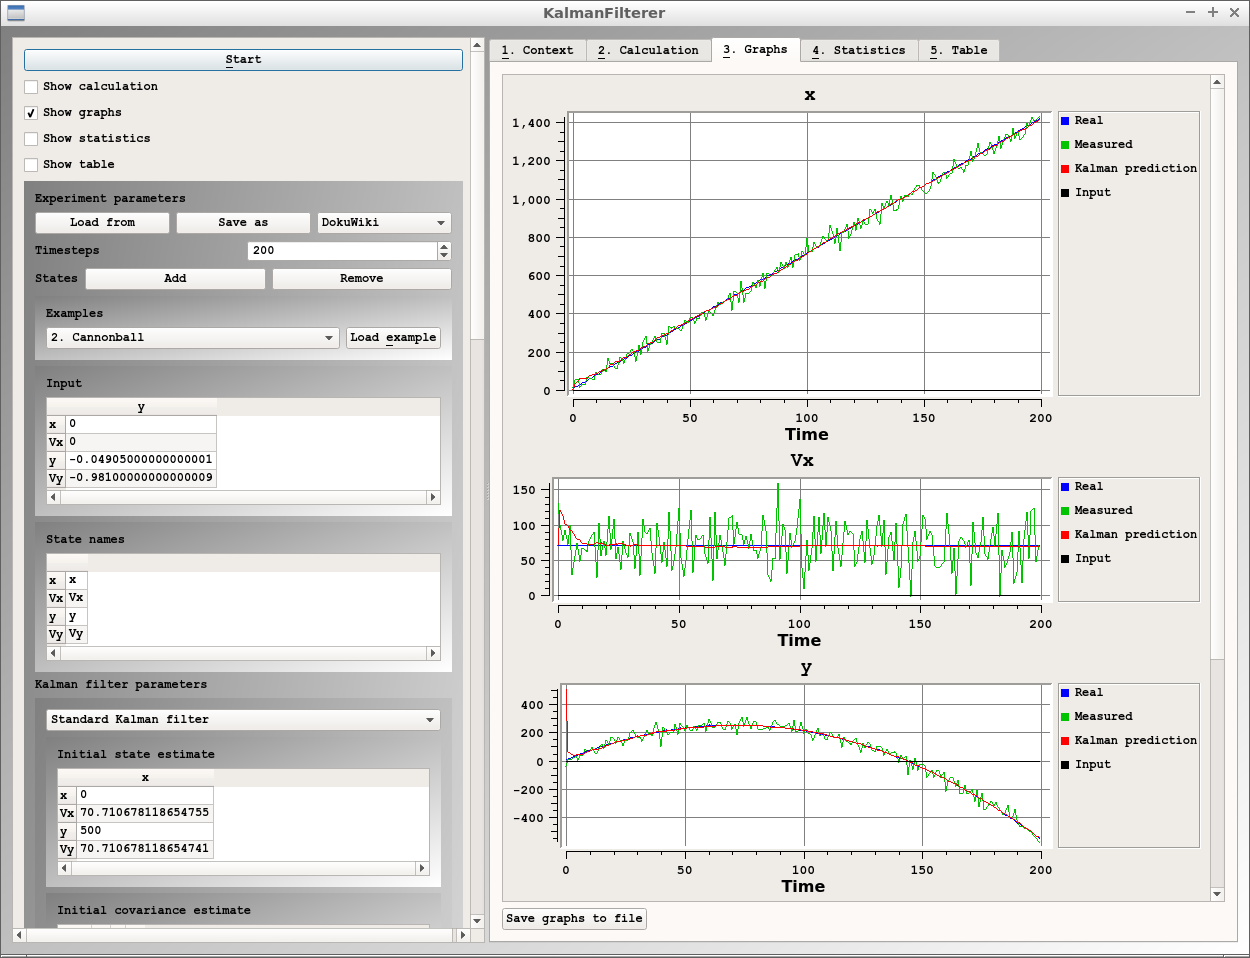 KalmanFilterer
Start
Show calculation
Show graphs
Show statistics
Show table
Experiment parameters
Load from Save as DokuWiki
Timesteps 200
States Add Remove
Examples
2. Cannonball Load example
Input
y
x 0
Vx 0
y -0.04905000000000001
Vy -0.98100000000000009
State names
x x
Vx Vx
y y
Vy Vy
Kalman filter parameters
Standard Kalman filter
Initial state estimate
x
x 0
Vx 70.710678118654755
y 500
Vy 70.710678118654741
Initial covariance estimate
1. Context 2. Calculation 3. Graphs 4. Statistics 5. Table
x
1,400
1,200
1,000
800
600
400
200
0
0 50 100 150 200
Time
Real
Measured
Kalman prediction
Input
Vx
150
100
50
0
0 50 100 150 200
Time
Real
Measured
Kalman prediction
Input
y
400
200
0
-200
-400
0 50 100 150 200
Time
Real
Measured
Kalman prediction
Input
Save graphs to file